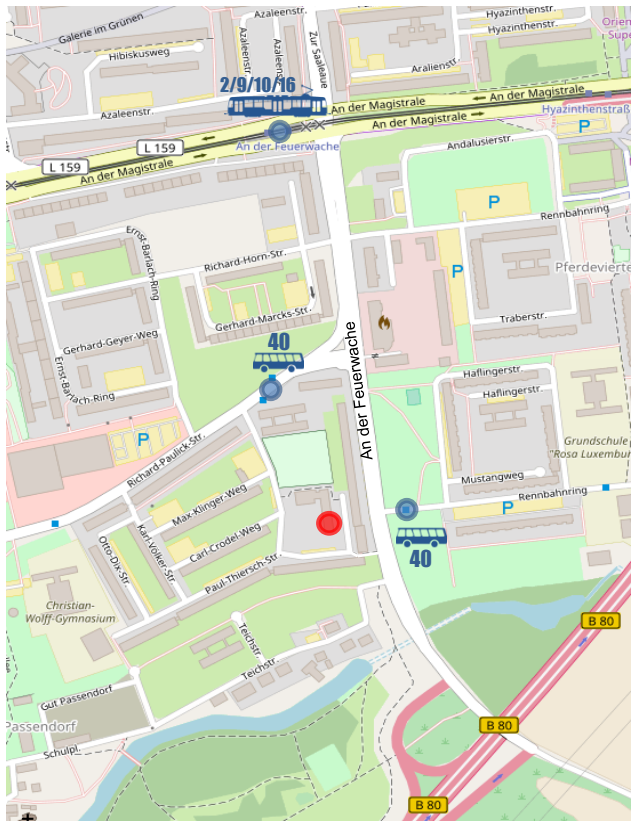 Azaleenstr.
Azaleenstr.
Azaleenstr.
Galerie im Grünen
Hibiskusweg
Zur Saaleaue
Hyazinthenstr.
Hyazinthenstr.
Orien
Supe
Aralienstr.
2/9/10/16
An der Magistrale
An der Magistrale
An der Magistrale
Azaleenstr.
Hyazinthenstraß
P
L 159
L 159
An der Feuerwache
An der Magistrale
Andalusierstr.
P
Rennbahnring
Ernst-Barlach-Ring
Richard-Horn-Str.
P
Pferdevierte
Gerhard-Marcks-Str.
Traberstr.
Gerhard-Geyer-Weg
40
An der Feuerwache
Ernst-Barlach-Ring
Haflingerstr.
Haflingerstr.
P
Richard-Paulick-Str.
Grundschule
"Rosa Luxembur
Mustangweg
Max-Klinger-Weg
Rennbahnring
P
Karl-Völker-Str.
Carl-Crodel-Weg
40
Otto-Dix-Str.
Paul-Thiersch-Str.
Christian-
Wolff-Gymnasium
B 80
Teichstr.
Teichstr.
Gut Passendorf
Passendorf
B 80
Schulpl.
B 80